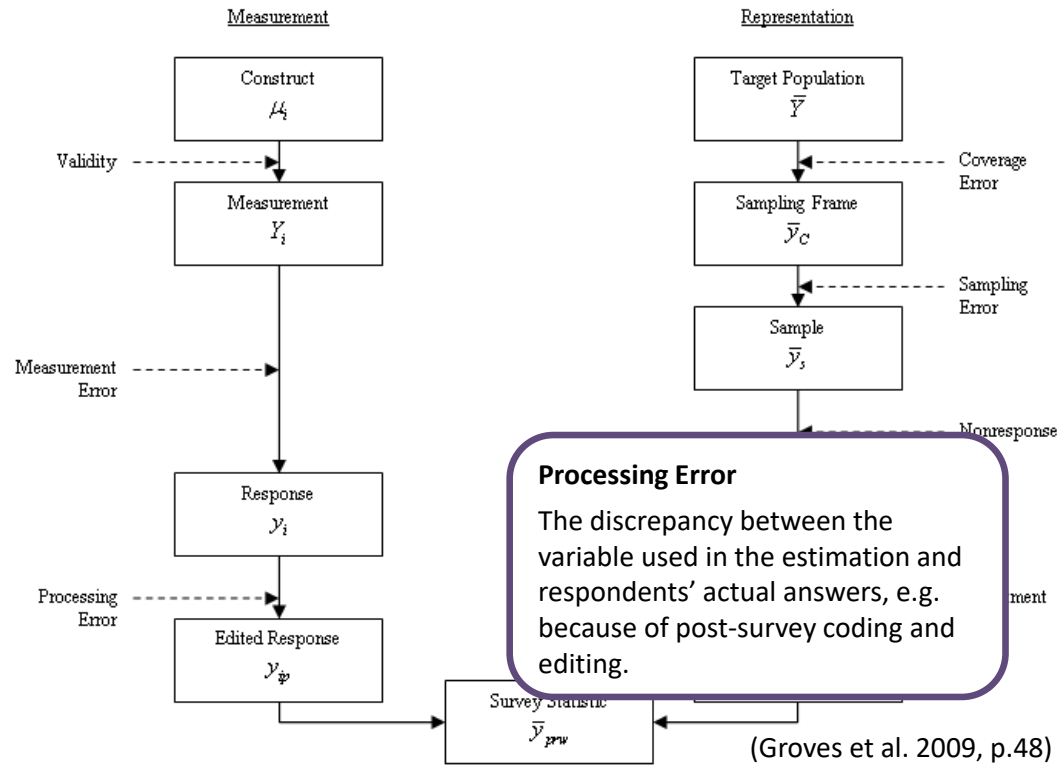 Measurement
Construct
μi
Validity
Measurement
Yi
Measurement
Error
Response
yi
Processing
Error
Edited Response
yip
Representation
Target Population
Ȳ
Coverage
Error
Sampling Frame
ȳC
Sampling
Error
Sample
ȳs
Nonresponse
Processing Error
The discrepancy between the
variable used in the estimation and
respondents’ actual answers, e.g.
because of post-survey coding and
editing.
ment
Survey Statistic
ȳprw
(Groves et al. 2009, p.48)